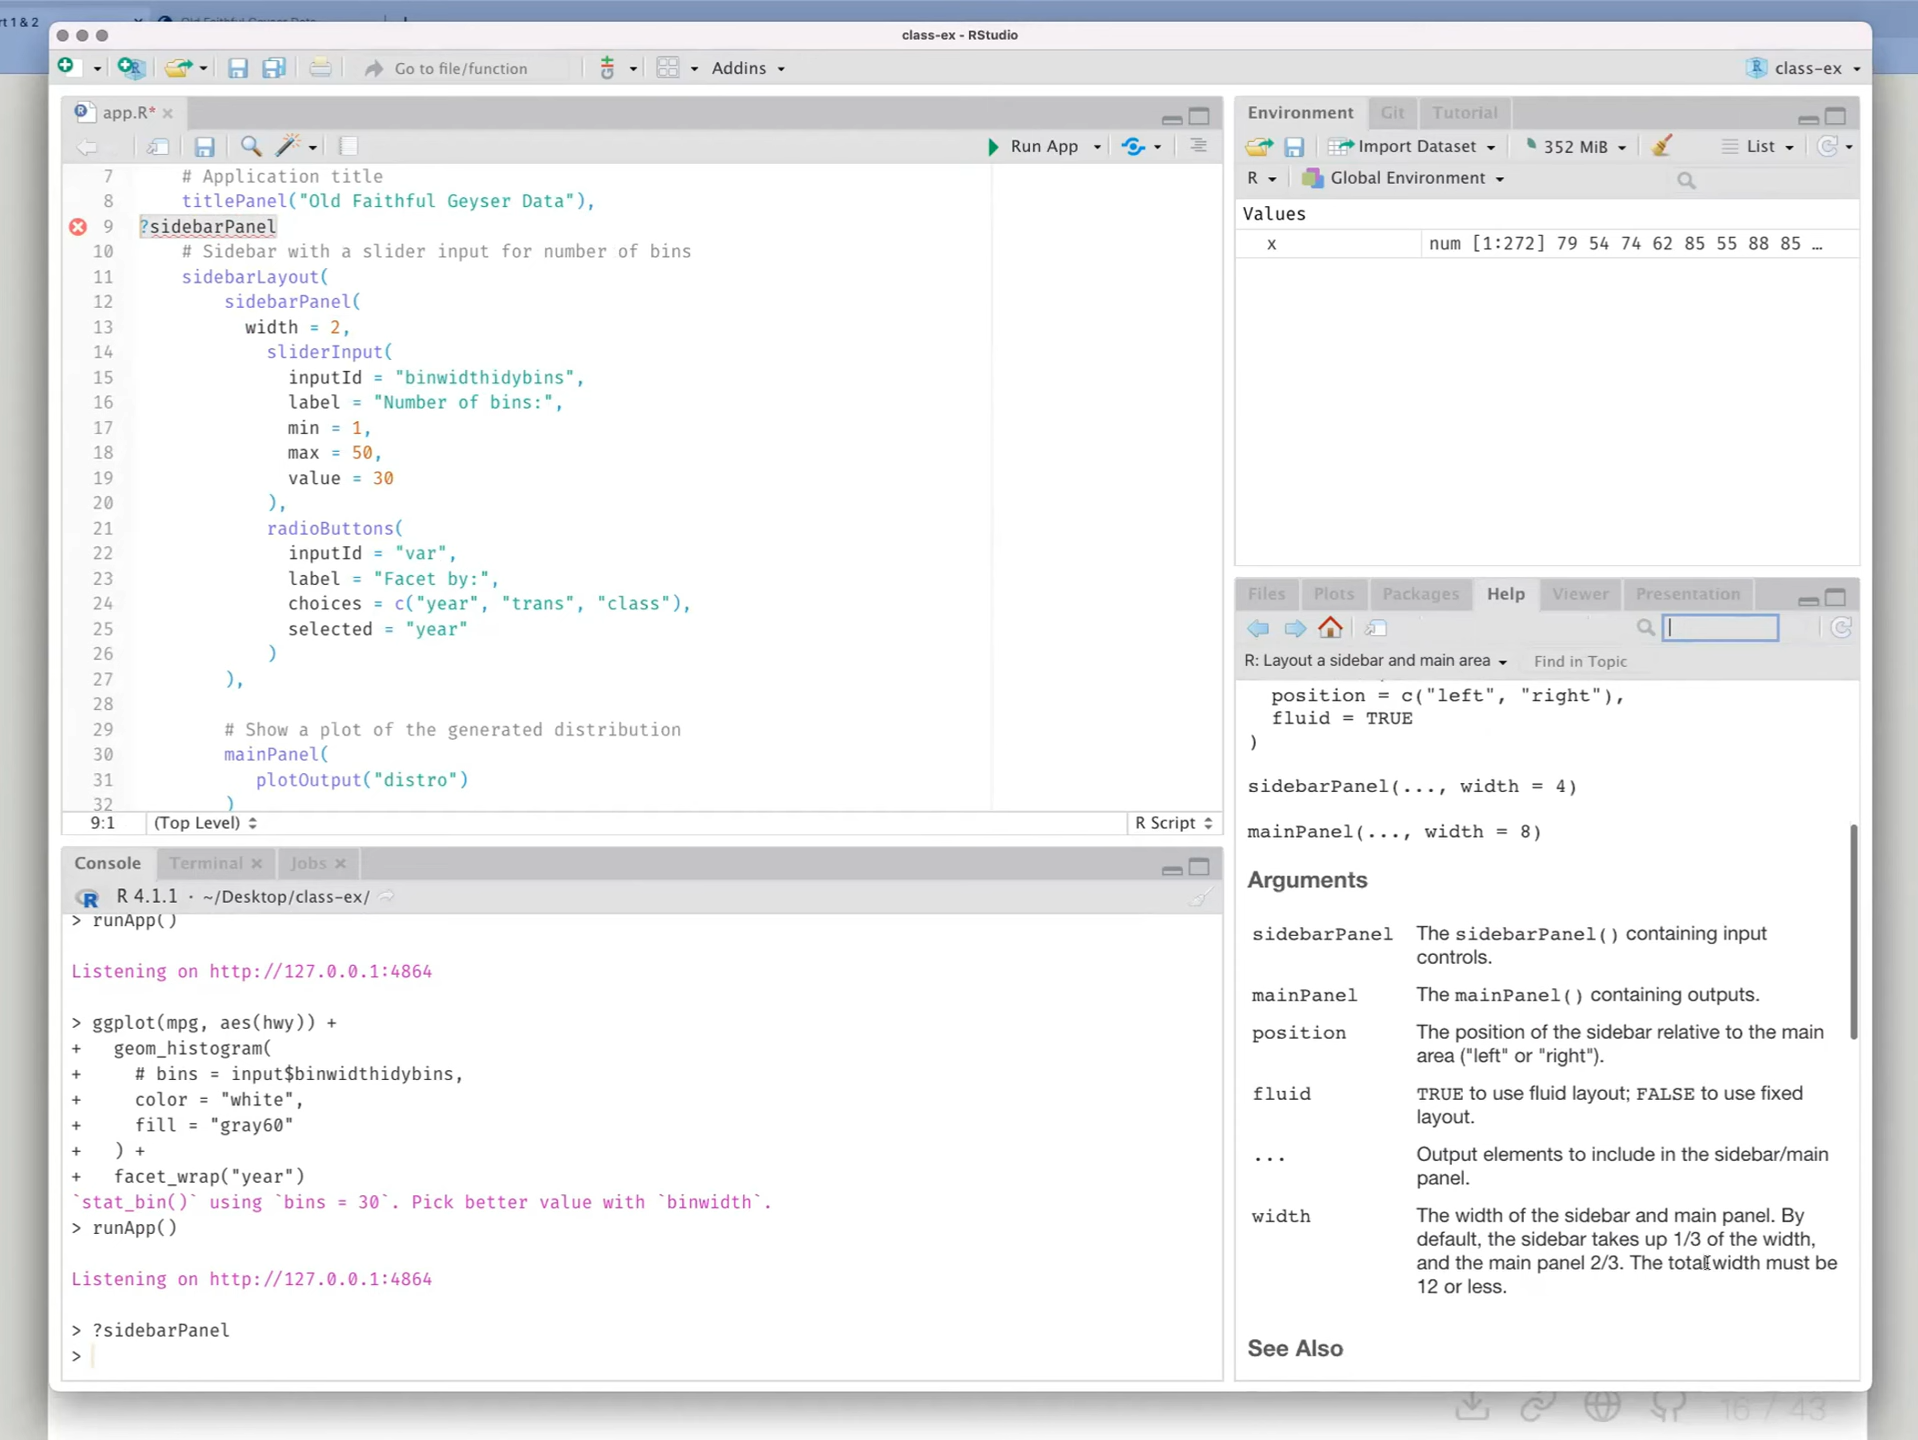 rt 1 & 2
Old Faithful Geyser Data
class-ex - RStudio
Go to file/function
Addins
class-ex
app.R*
Run App
7 # Application title
8 titlePanel("Old Faithful Geyser Data"),
9 ?sidebarPanel
10 # Sidebar with a slider input for number of bins
11 sidebarLayout(
12 sidebarPanel(
13 width = 2,
14 sliderInput(
15 inputId = "binwidthidybins",
16 label = "Number of bins:",
17 min = 1,
18 max = 50,
19 value = 30
20 ),
21 radioButtons(
22 inputId = "var",
23 label = "Facet by:",
24 choices = c("year", "trans", "class"),
25 selected = "year"
26 )
27 ),
28
29 # Show a plot of the generated distribution
30 mainPanel(
31 plotOutput("distro")
32 )
9:1 (Top Level) R Script
Console Terminal Jobs
R 4.1.1 · ~/Desktop/class-ex/
> runApp()
Listening on http://127.0.0.1:4864
> ggplot(mpg, aes(hwy)) +
+ geom_histogram(
+ # bins = input$binwidthidybins,
+ color = "white",
+ fill = "gray60"
+ ) +
+ facet_wrap("year")
`stat_bin()` using `bins = 30`. Pick better value with `binwidth`.
> runApp()
Listening on http://127.0.0.1:4864
> ?sidebarPanel
>
Environment Git Tutorial
Import Dataset 352 MiB List
R Global Environment
Values
x num [1:272] 79 54 74 62 85 55 88 85 …
Files Plots Packages Help Viewer Presentation
R: Layout a sidebar and main area Find in Topic
position = c("left", "right"),
fluid = TRUE
)
sidebarPanel(..., width = 4)
mainPanel(..., width = 8)
Arguments
sidebarPanel The sidebarPanel() containing input
controls.
mainPanel The mainPanel() containing outputs.
position The position of the sidebar relative to the main
area ("left" or "right").
fluid TRUE to use fluid layout; FALSE to use fixed
layout.
... Output elements to include in the sidebar/main
panel.
width The width of the sidebar and main panel. By
default, the sidebar takes up 1/3 of the width,
and the main panel 2/3. The total width must be
12 or less.
See Also
16 / 43